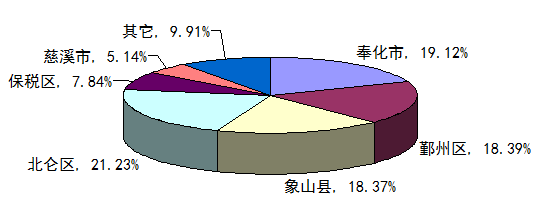 其它, 9.91%
慈溪市, 5.14%
保税区, 7.84%
奉化市, 19.12%
鄞州区, 18.39%
北仑区, 21.23%
象山县, 18.37%